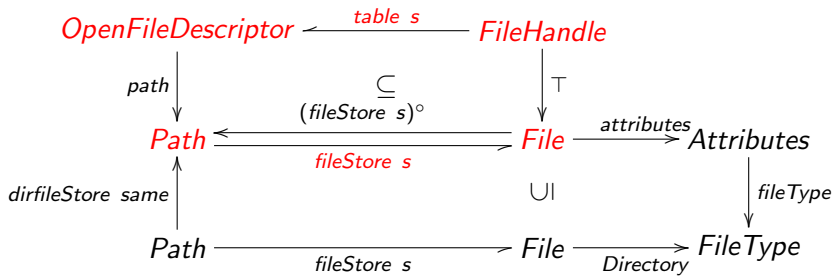 OpenFileDescriptor table s FileHandle
path ⊆ ⊤
(fileStore s)°
Path File attributes Attributes
fileStore s
dirfileStore same ∪| fileType
Path fileStore s File Directory FileType